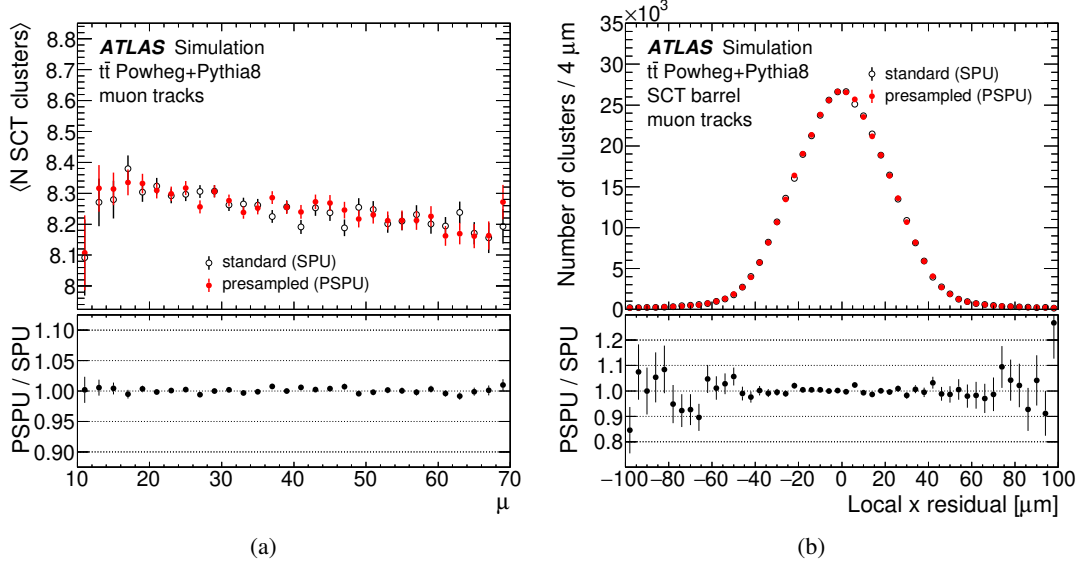 ⟨N SCT clusters⟩
8.8
8.7
8.6
8.5
8.4
8.3
8.2
8.1
8
ATLAS Simulation
tt̄ Powheg+Pythia8
muon tracks
standard (SPU)
presampled (PSPU)
PSPU / SPU
1.10
1.05
1.00
0.95
0.90
10 20 30 40 50 60 70
μ
(a)
×10³
Number of clusters / 4 μm
35
30
25
20
15
10
5000
0
ATLAS Simulation
tt̄ Powheg+Pythia8
SCT barrel
muon tracks
standard (SPU)
presampled (PSPU)
PSPU / SPU
1.2
1.1
1.0
0.9
0.8
−100 −80 −60 −40 −20 0 20 40 60 80 100
Local x residual [μm]
(b)